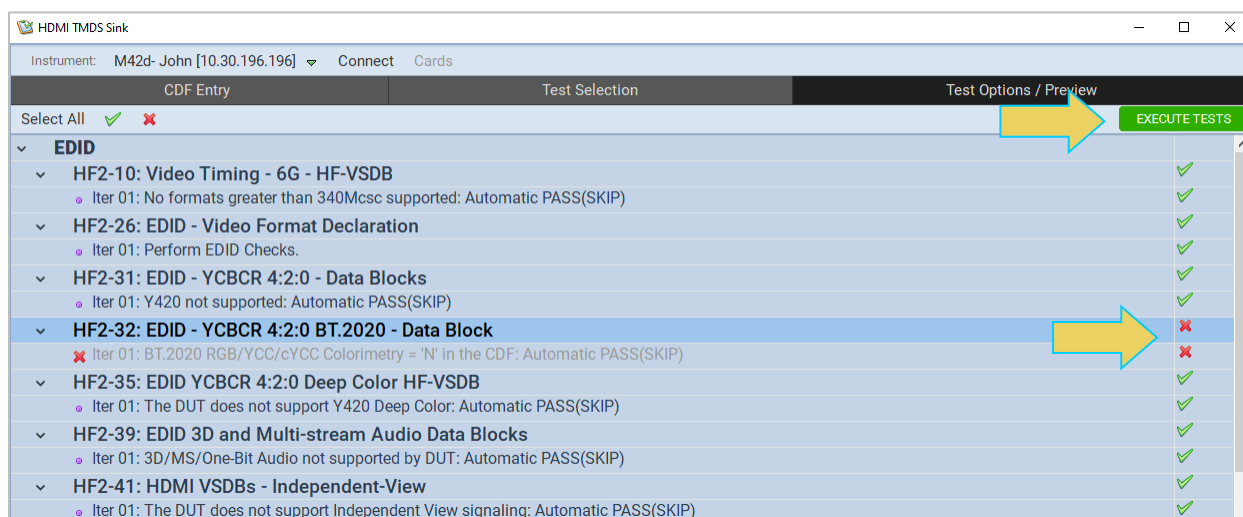 HDMI TMDS Sink
Instrument: M42d- John [10.30.196.196] Connect Cards
CDF Entry Test Selection Test Options / Preview
Select All EXECUTE TESTS
EDID
HF2-10: Video Timing - 6G - HF-VSDB
Iter 01: No formats greater than 340Mcsc supported: Automatic PASS(SKIP)
HF2-26: EDID - Video Format Declaration
Iter 01: Perform EDID Checks.
HF2-31: EDID - YCBCR 4:2:0 - Data Blocks
Iter 01: Y420 not supported: Automatic PASS(SKIP)
HF2-32: EDID - YCBCR 4:2:0 BT.2020 - Data Block
Iter 01: BT.2020 RGB/YCC/cYCC Colorimetry = 'N' in the CDF: Automatic PASS(SKIP)
HF2-35: EDID YCBCR 4:2:0 Deep Color HF-VSDB
Iter 01: The DUT does not support Y420 Deep Color: Automatic PASS(SKIP)
HF2-39: EDID 3D and Multi-stream Audio Data Blocks
Iter 01: 3D/MS/One-Bit Audio not supported by DUT: Automatic PASS(SKIP)
HF2-41: HDMI VSDBs - Independent-View
Iter 01: The DUT does not support Independent View signaling: Automatic PASS(SKIP)